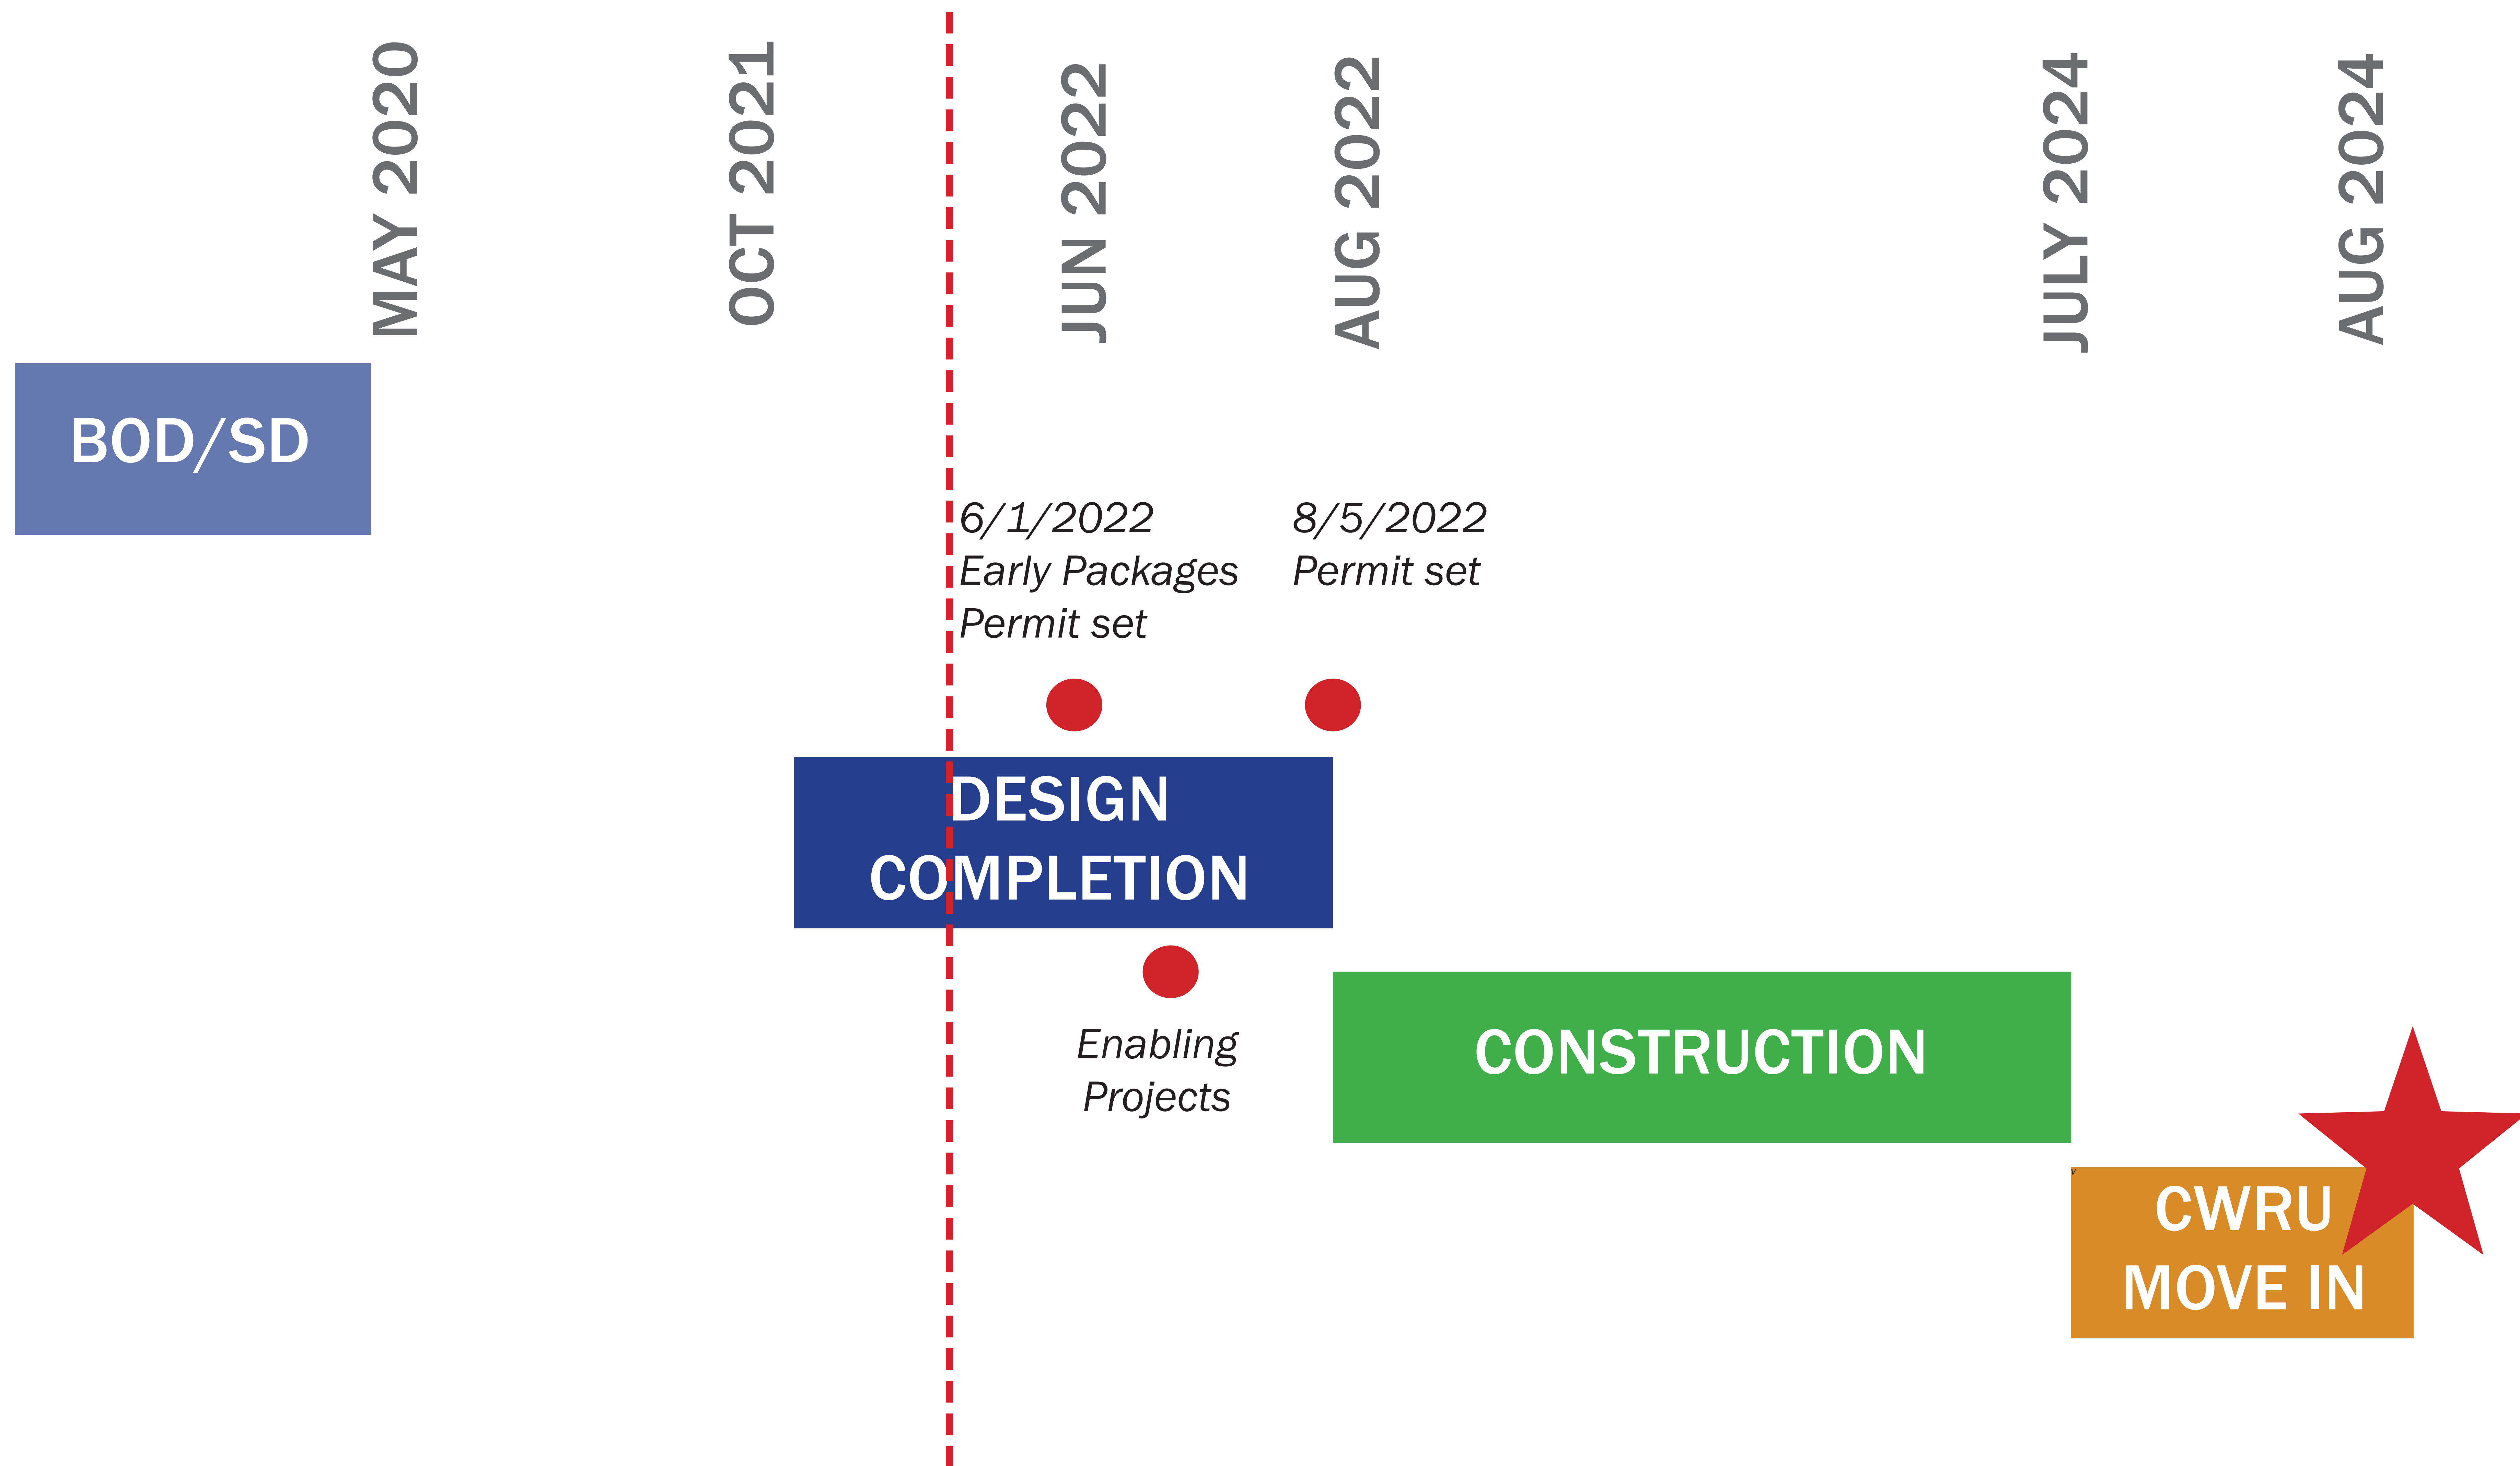 MAY 2020
OCT 2021
JUN 2022
AUG 2022
JULY 2024
AUG 2024
BOD/SD
6/1/2022
Early Packages
Permit set
8/5/2022
Permit set
DESIGN
COMPLETION
Enabling
Projects
CONSTRUCTION
v
CWRU
MOVE IN